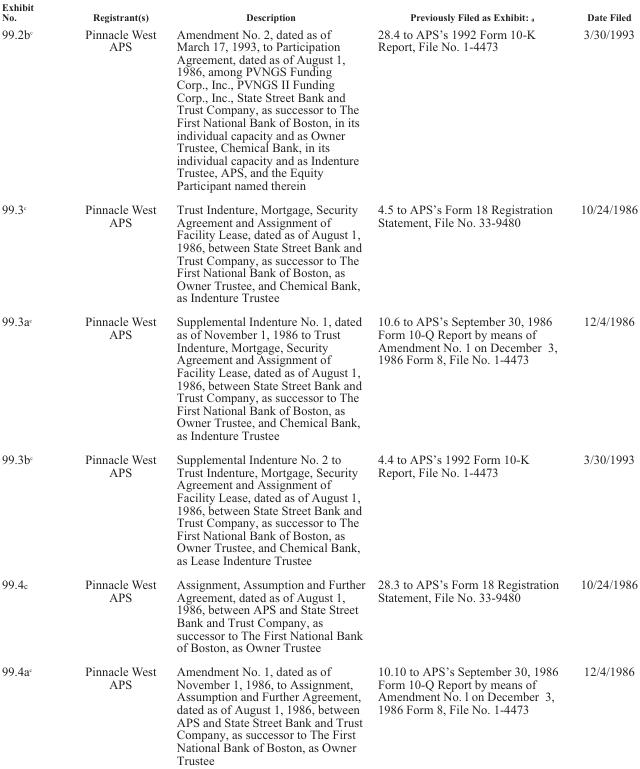 Exhibit
No. Registrant(s) Description Previously Filed as Exhibit: a Date Filed
99.2bc Pinnacle West Amendment No. 2, dated as of 28.4 to APS's 1992 Form 10-K 3/30/1993
APS March 17, 1993, to Participation Report, File No. 1-4473
Agreement, dated as of August 1,
1986, among PVNGS Funding
Corp., Inc., PVNGS II Funding
Corp., Inc., State Street Bank and
Trust Company, as successor to The
First National Bank of Boston, in its
individual capacity and as Owner
Trustee, Chemical Bank, in its
individual capacity and as Indenture
Trustee, APS, and the Equity
Participant named therein
99.3c Pinnacle West Trust Indenture, Mortgage, Security 4.5 to APS's Form 18 Registration 10/24/1986
APS Agreement and Assignment of Statement, File No. 33-9480
Facility Lease, dated as of August 1,
1986, between State Street Bank and
Trust Company, as successor to The
First National Bank of Boston, as
Owner Trustee, and Chemical Bank,
as Indenture Trustee
99.3ac Pinnacle West Supplemental Indenture No. 1, dated 10.6 to APS's September 30, 1986 12/4/1986
APS as of November 1, 1986 to Trust Form 10-Q Report by means of
Indenture, Mortgage, Security Amendment No. 1 on December 3,
Agreement and Assignment of 1986 Form 8, File No. 1-4473
Facility Lease, dated as of August 1,
1986, between State Street Bank and
Trust Company, as successor to The
First National Bank of Boston, as
Owner Trustee, and Chemical Bank,
as Indenture Trustee
99.3bc Pinnacle West Supplemental Indenture No. 2 to 4.4 to APS's 1992 Form 10-K 3/30/1993
APS Trust Indenture, Mortgage, Security Report, File No. 1-4473
Agreement and Assignment of
Facility Lease, dated as of August 1,
1986, between State Street Bank and
Trust Company, as successor to The
First National Bank of Boston, as
Owner Trustee, and Chemical Bank,
as Lease Indenture Trustee
99.4c Pinnacle West Assignment, Assumption and Further 28.3 to APS's Form 18 Registration 10/24/1986
APS Agreement, dated as of August 1, Statement, File No. 33-9480
1986, between APS and State Street
Bank and Trust Company, as
successor to The First National Bank
of Boston, as Owner Trustee
99.4ac Pinnacle West Amendment No. 1, dated as of 10.10 to APS's September 30, 1986 12/4/1986
APS November 1, 1986, to Assignment, Form 10-Q Report by means of
Assumption and Further Agreement, Amendment No. l on December 3,
dated as of August 1, 1986, between 1986 Form 8, File No. 1-4473
APS and State Street Bank and Trust
Company, as successor to The First
National Bank of Boston, as Owner
Trustee